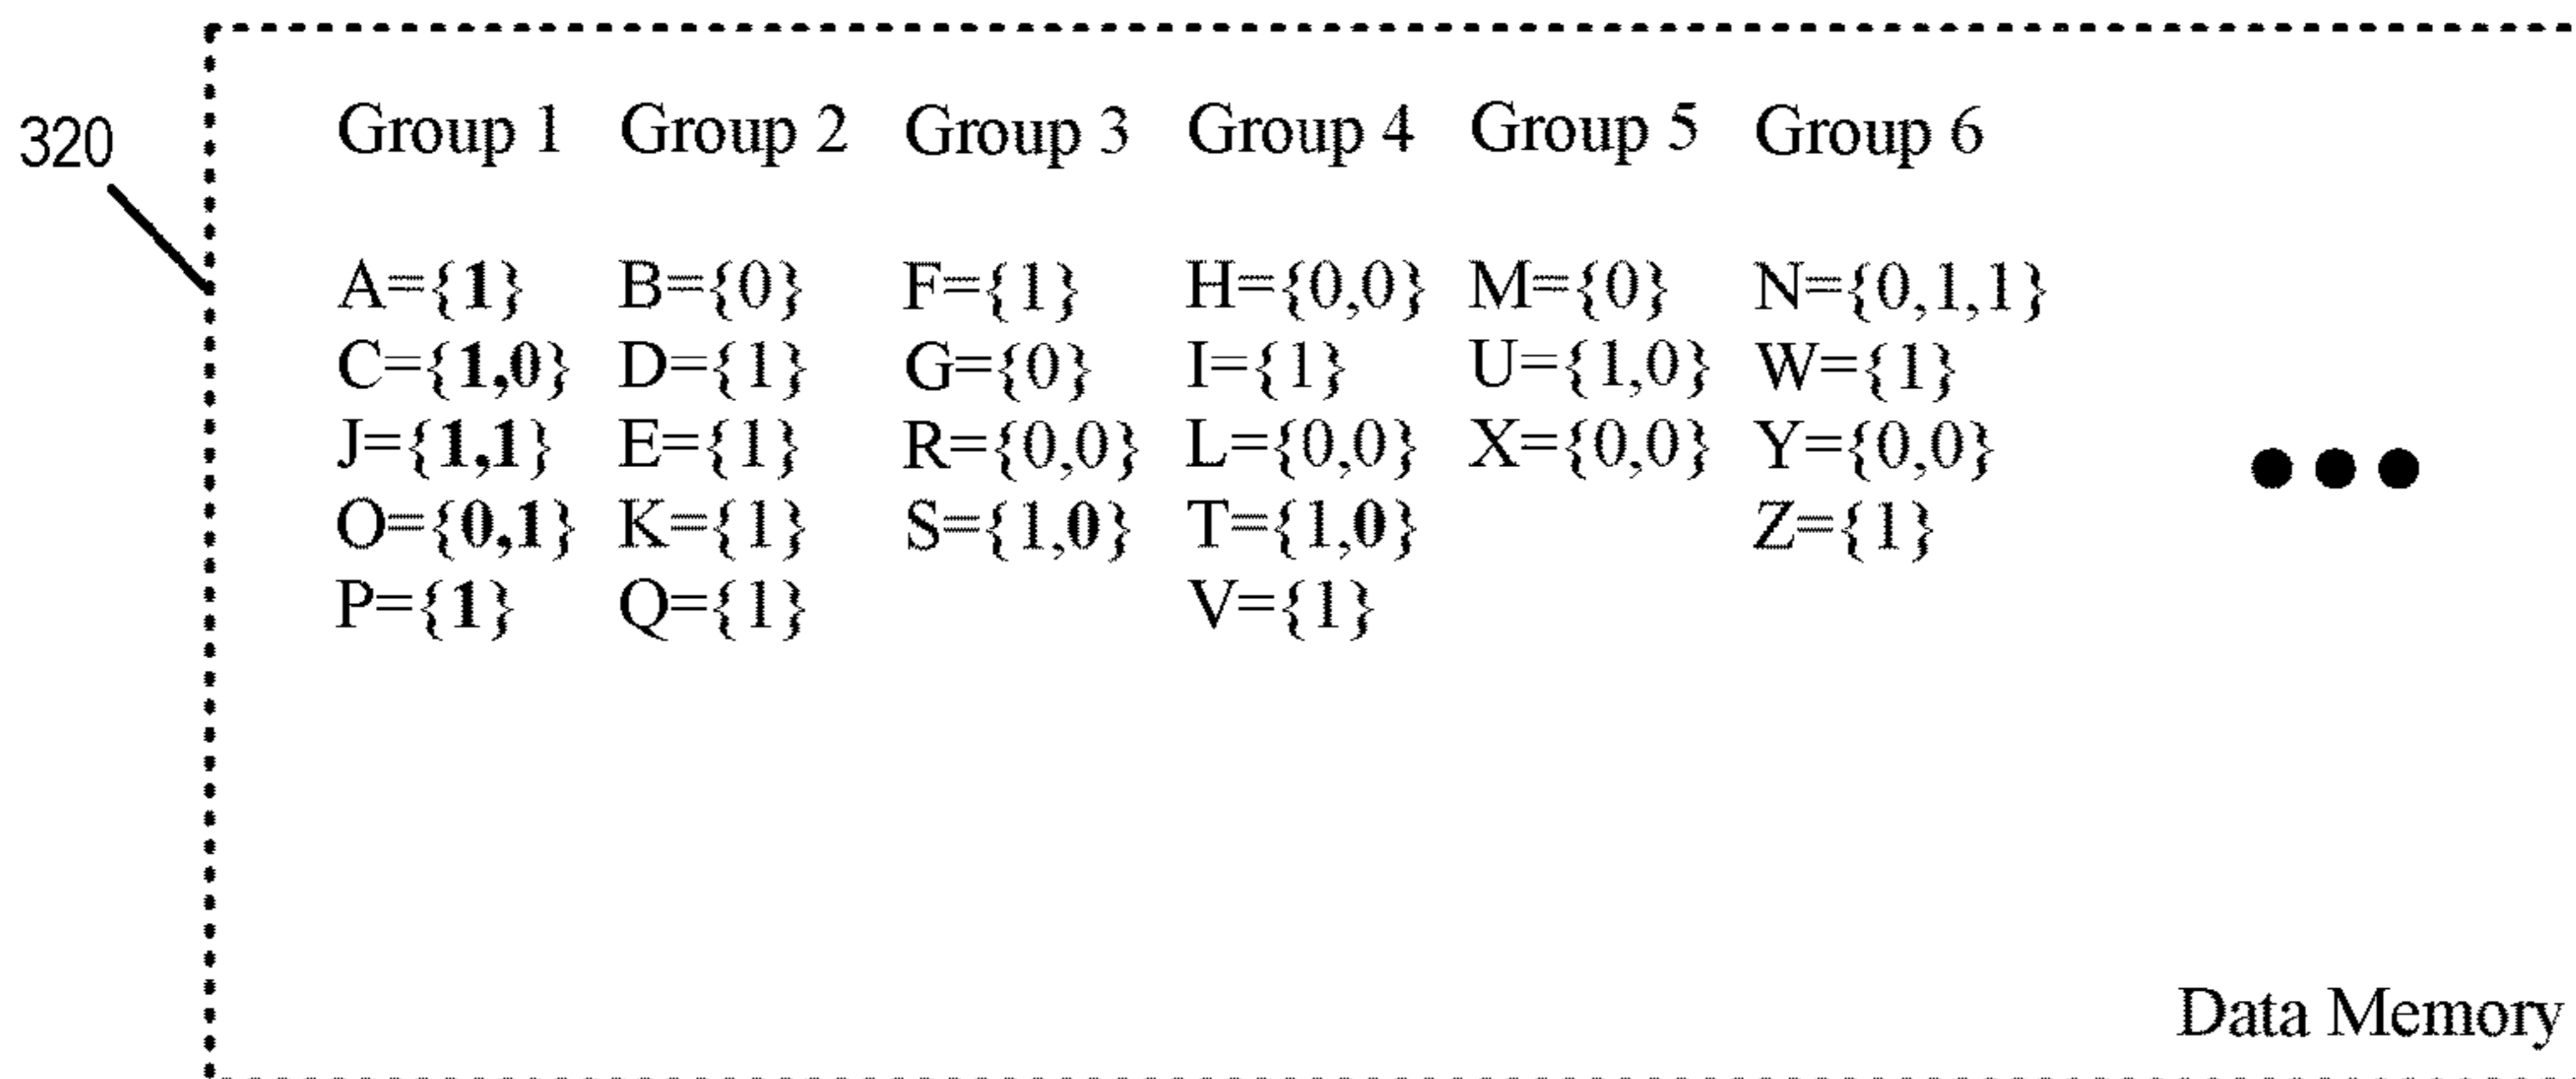 320
Group 1 Group 2 Group 3 Group 4 Group 5 Group 6
A={1} B={0} F={1} H={0,0} M={0} N={0,1,1}
C={1,0} D={1} G={0} I={1} U={1,0} W={1}
J={1,1} E={1} R={0,0} L={0,0} X={0,0} Y={0,0}
O={0,1} K={1} S={1,0} T={1,0} Z={1}
P={1} Q={1} V={1}
Data Memory